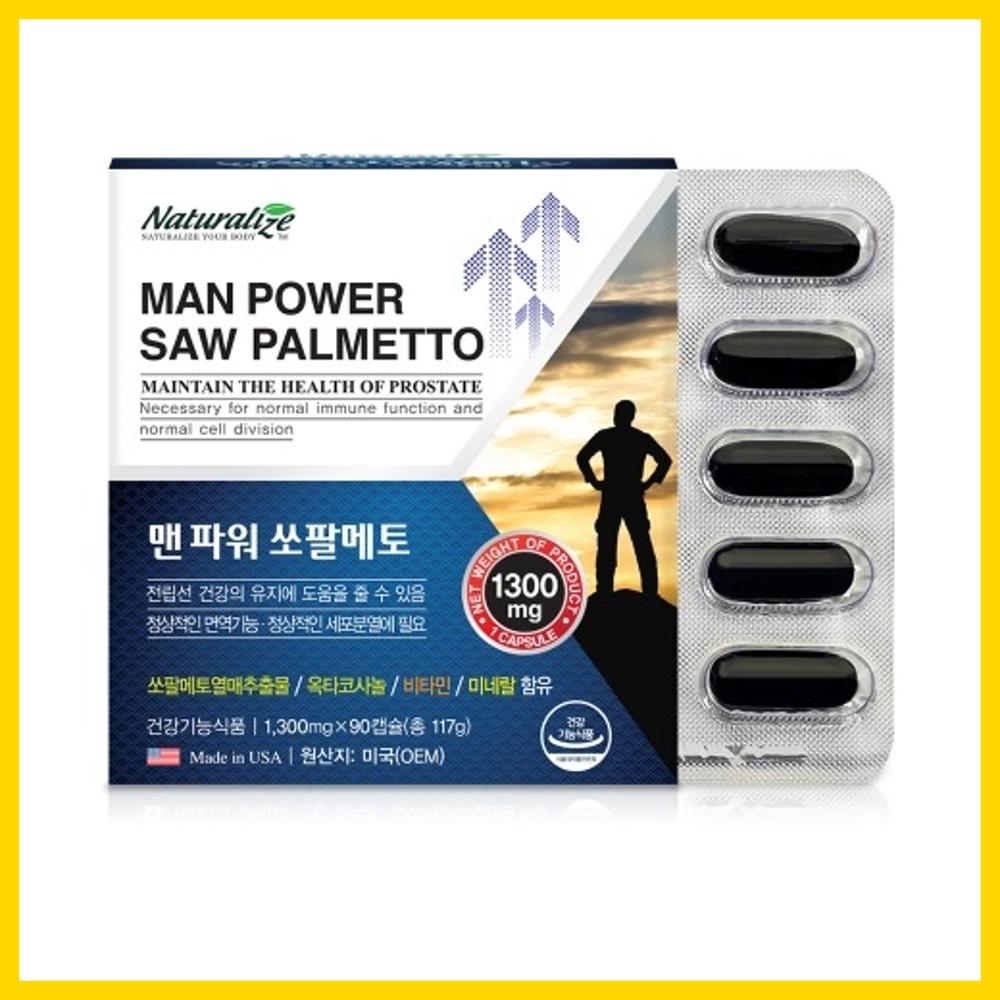 Naturalize
NATURALIZE YOUR BODY TM
MAN POWER
SAW PALMETTO
MAINTAIN THE HEALTH OF PROSTATE
Necessary for normal immune function and
normal cell division
맨 파워 쏘팔메토
전립선 건강의 유지에 도움을 줄 수 있음
정상적인 면역기능·정상적인 세포분열에 필요
NET WEIGHT OF PRODUCT
1300
mg
• 1 CAPSULE •
쏘팔메토열매추출물 / 옥타코사놀 / 비타민 / 미네랄 함유
건강기능식품 | 1,300mg×90캡슐(총 117g)
Made in USA | 원산지: 미국(OEM)
건강
기능식품